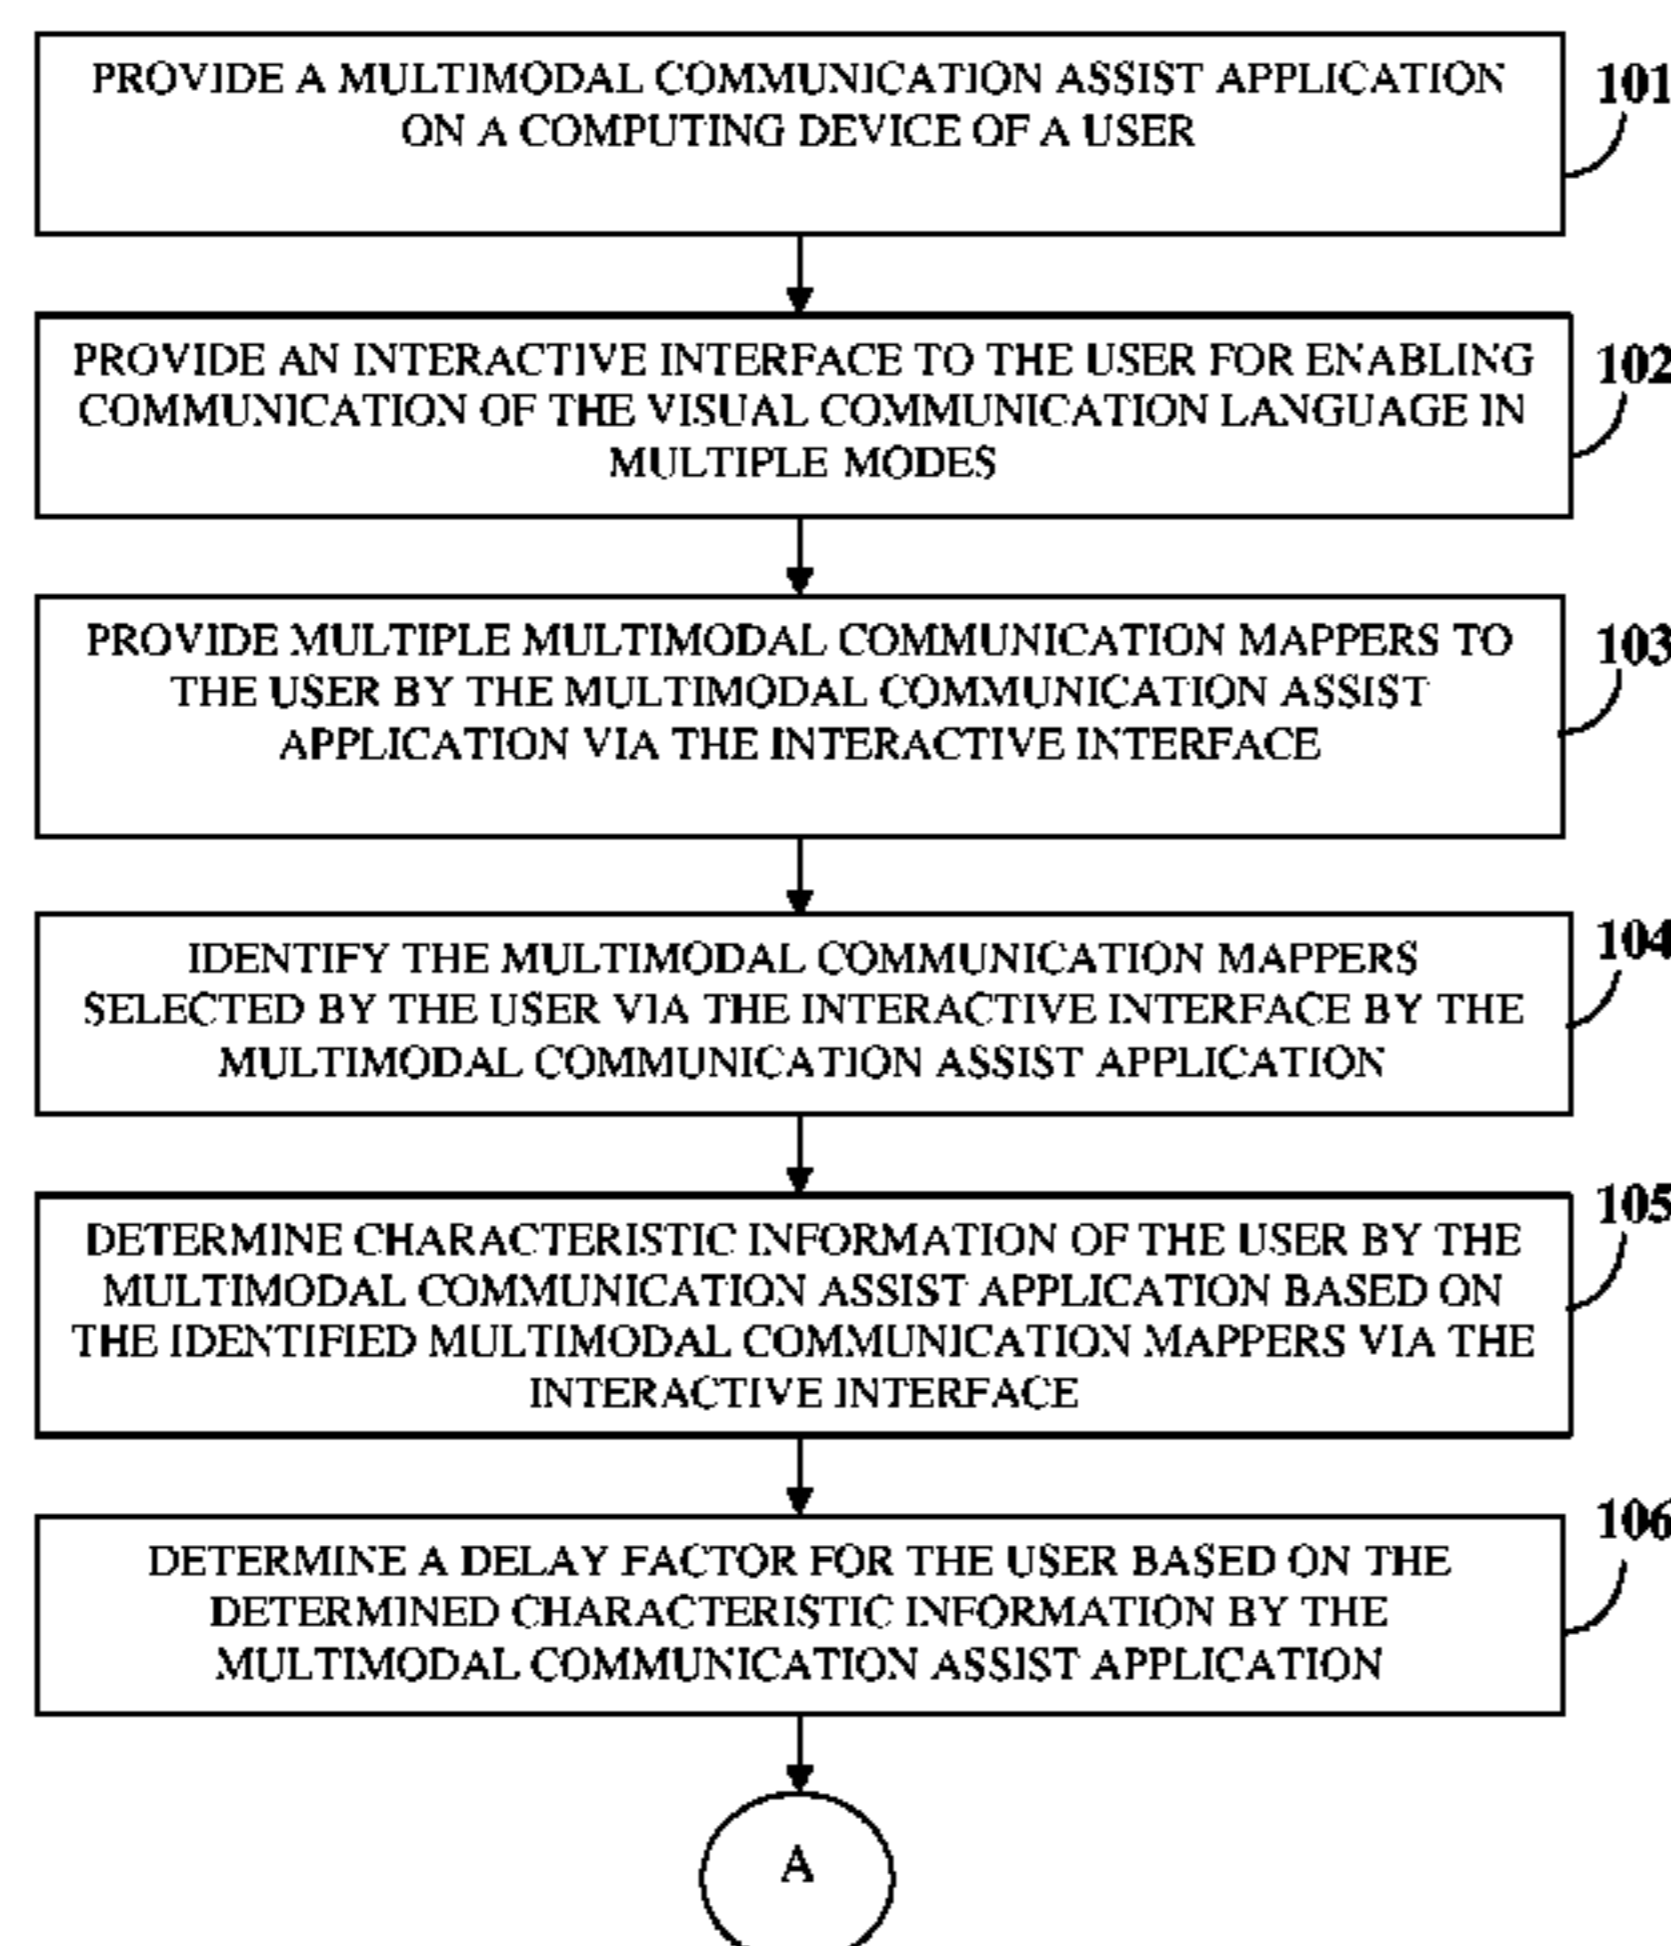 PROVIDE A MULTIMODAL COMMUNICATION ASSIST APPLICATION
ON A COMPUTING DEVICE OF A USER
101
PROVIDE AN INTERACTIVE INTERFACE TO THE USER FOR ENABLING
COMMUNICATION OF THE VISUAL COMMUNICATION LANGUAGE IN
MULTIPLE MODES
102
PROVIDE MULTIPLE MULTIMODAL COMMUNICATION MAPPERS TO
THE USER BY THE MULTIMODAL COMMUNICATION ASSIST
APPLICATION VIA THE INTERACTIVE INTERFACE
103
IDENTIFY THE MULTIMODAL COMMUNICATION MAPPERS
SELECTED BY THE USER VIA THE INTERACTIVE INTERFACE BY THE
MULTIMODAL COMMUNICATION ASSIST APPLICATION
104
DETERMINE CHARACTERISTIC INFORMATION OF THE USER BY THE
MULTIMODAL COMMUNICATION ASSIST APPLICATION BASED ON
THE IDENTIFIED MULTIMODAL COMMUNICATION MAPPERS VIA THE
INTERACTIVE INTERFACE
105
DETERMINE A DELAY FACTOR FOR THE USER BASED ON THE
DETERMINED CHARACTERISTIC INFORMATION BY THE
MULTIMODAL COMMUNICATION ASSIST APPLICATION
106
A